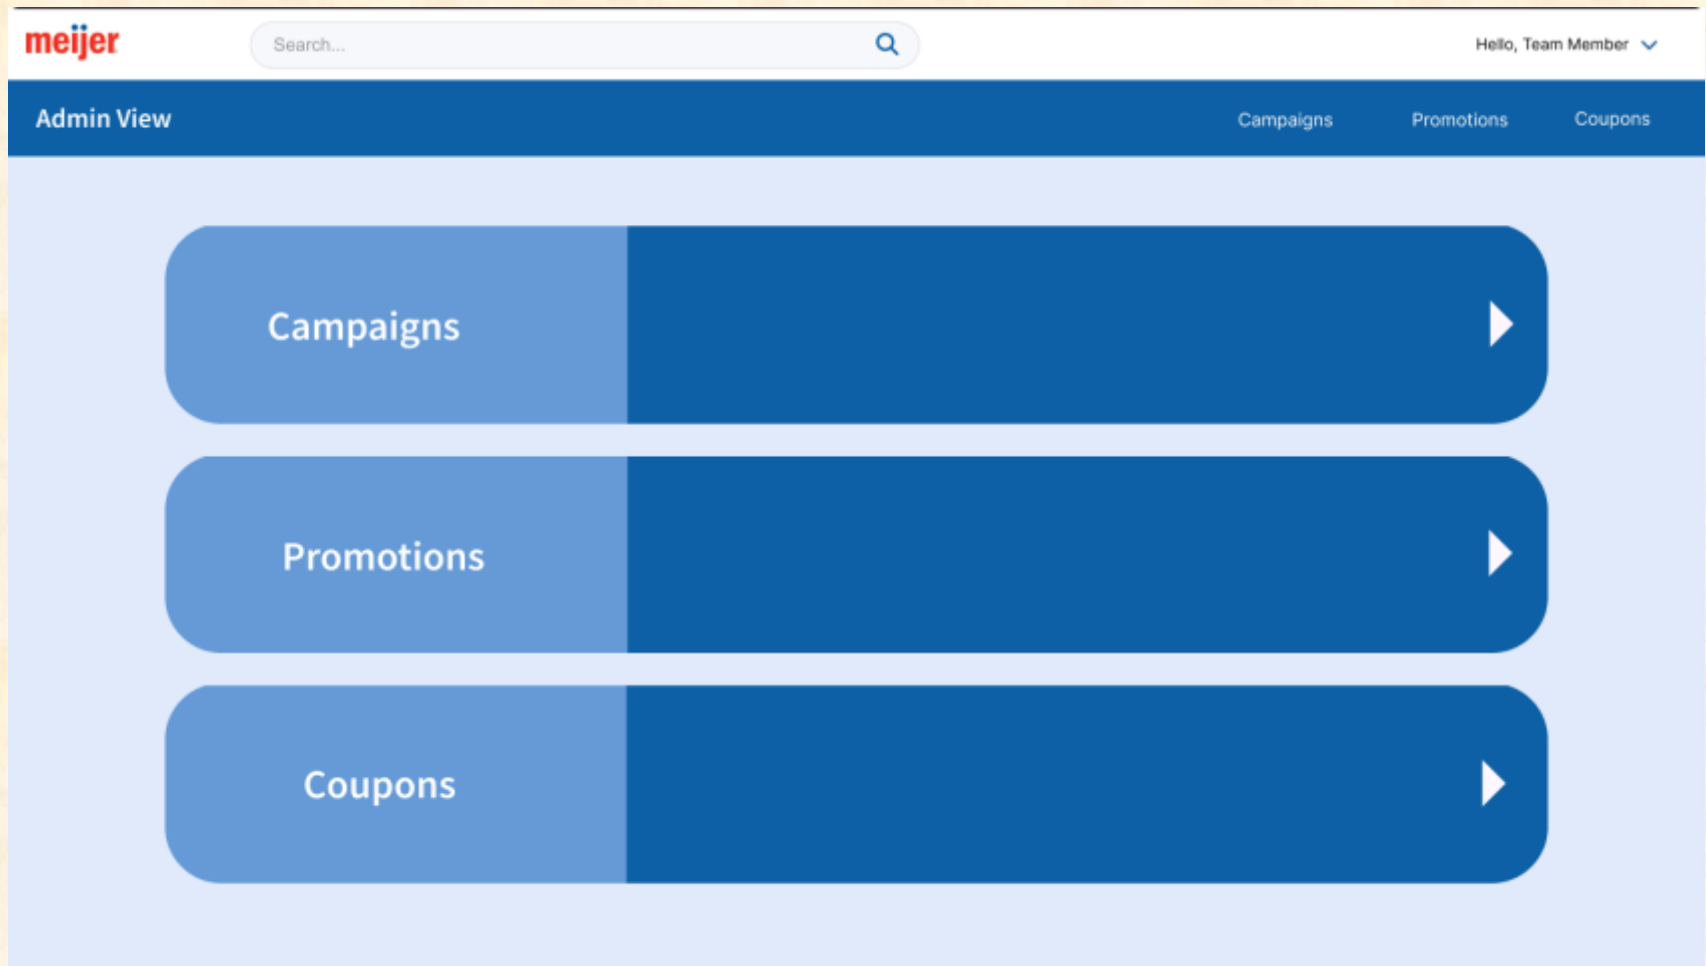 meijer
Search...
Hello, Team Member
Admin View
Campaigns
Promotions
Coupons
Campaigns
Promotions
Coupons